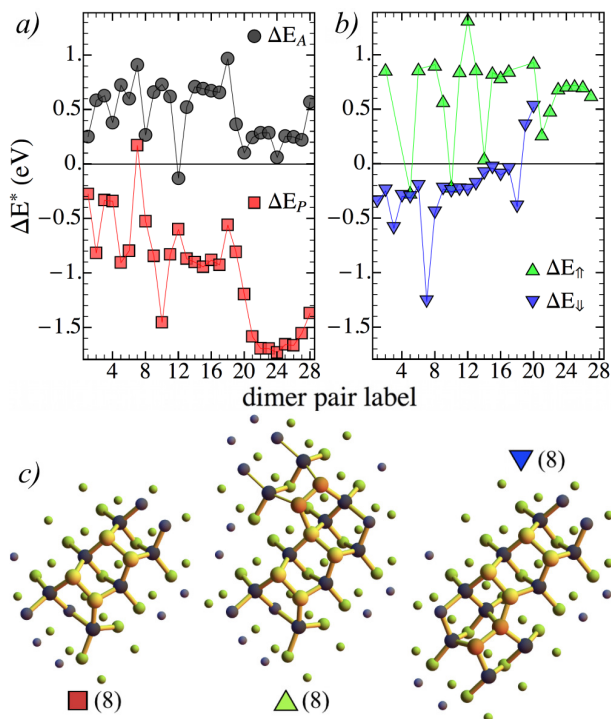 a)
b)
ΔE_A
ΔE_P
ΔE* (eV)
1.
0.5
0
−0.5
−1.
−1.5
4 8 12 16 20 24 28
1.
0.5
0
−0.5
−1.
−1.5
ΔE_⇑
ΔE_⇓
4 8 12 16 20 24 28
dimer pair label
c)
(8)
(8)
(8)